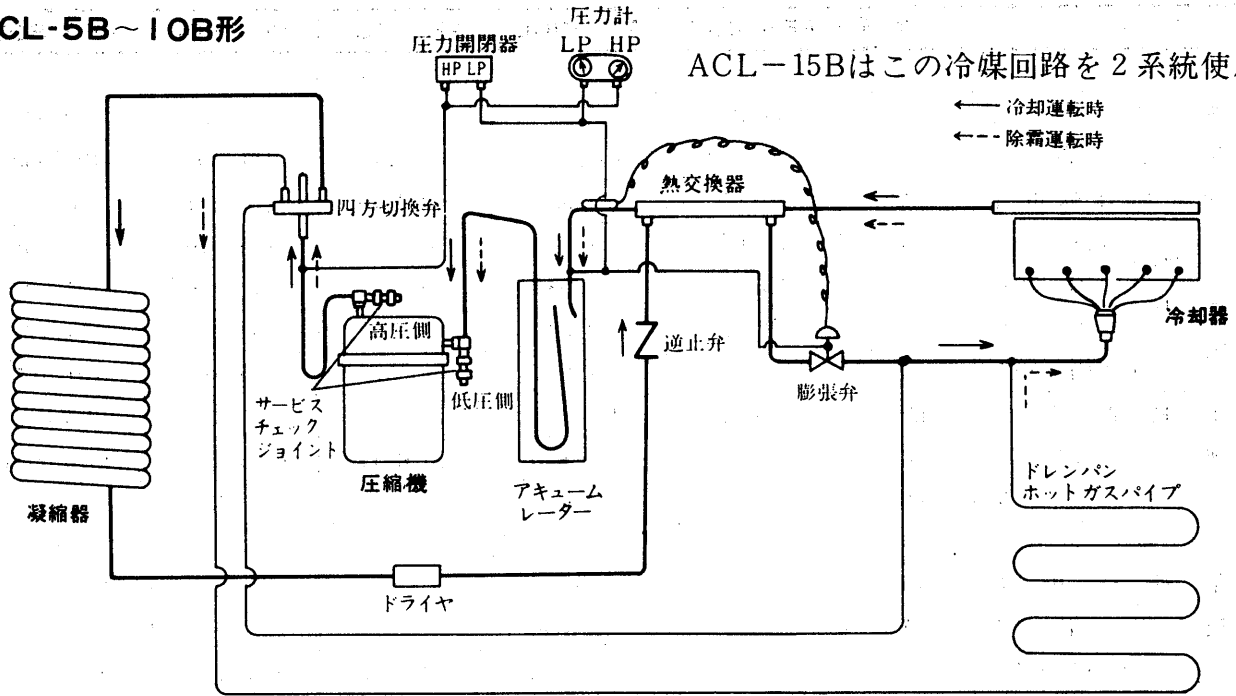 CL-5B～10B形
圧力開閉器
HP LP
圧力計
LP HP
ACL－15Bはこの冷媒回路を2系統使
冷却運転時
除霜運転時
四方切換弁
熱交換器
高圧側
低圧側
サービス
チェック
ジョイント
圧縮機
アキューム
レーター
逆止弁
膨張弁
冷却器
ドレンパン
ホットガスパイプ
凝縮器
ドライヤ